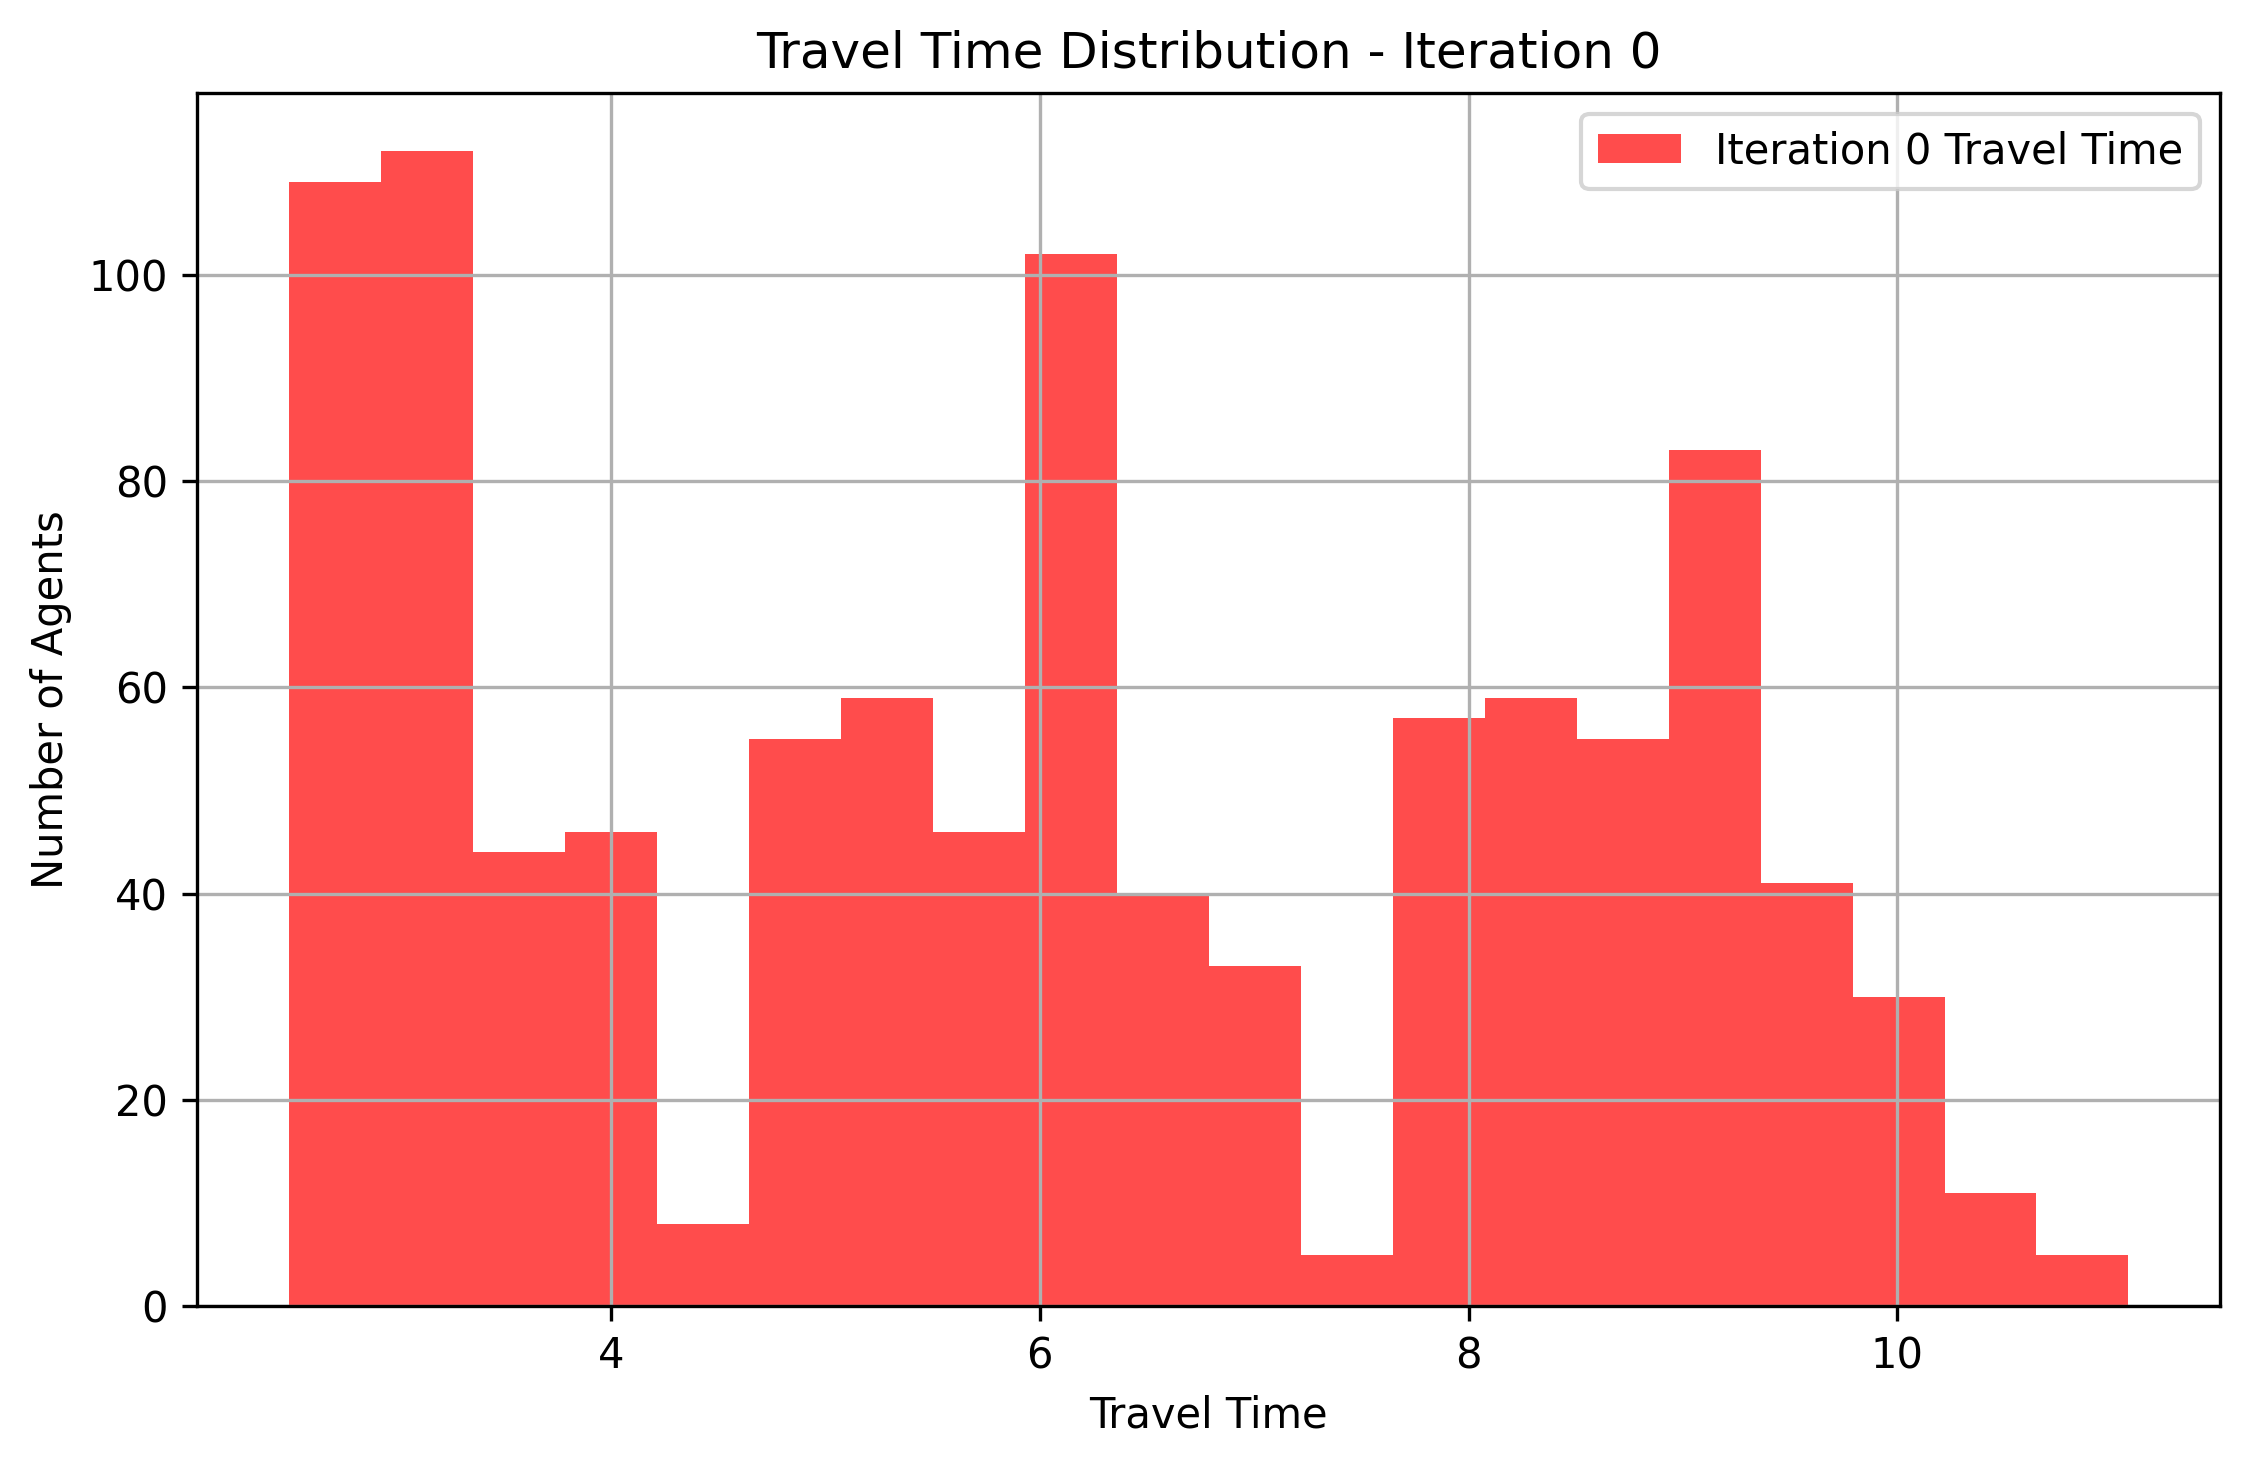 Travel Time Distribution - Iteration 0
Iteration 0 Travel Time
Number of Agents
100
80
60
40
20
0
4 6 8 10
Travel Time